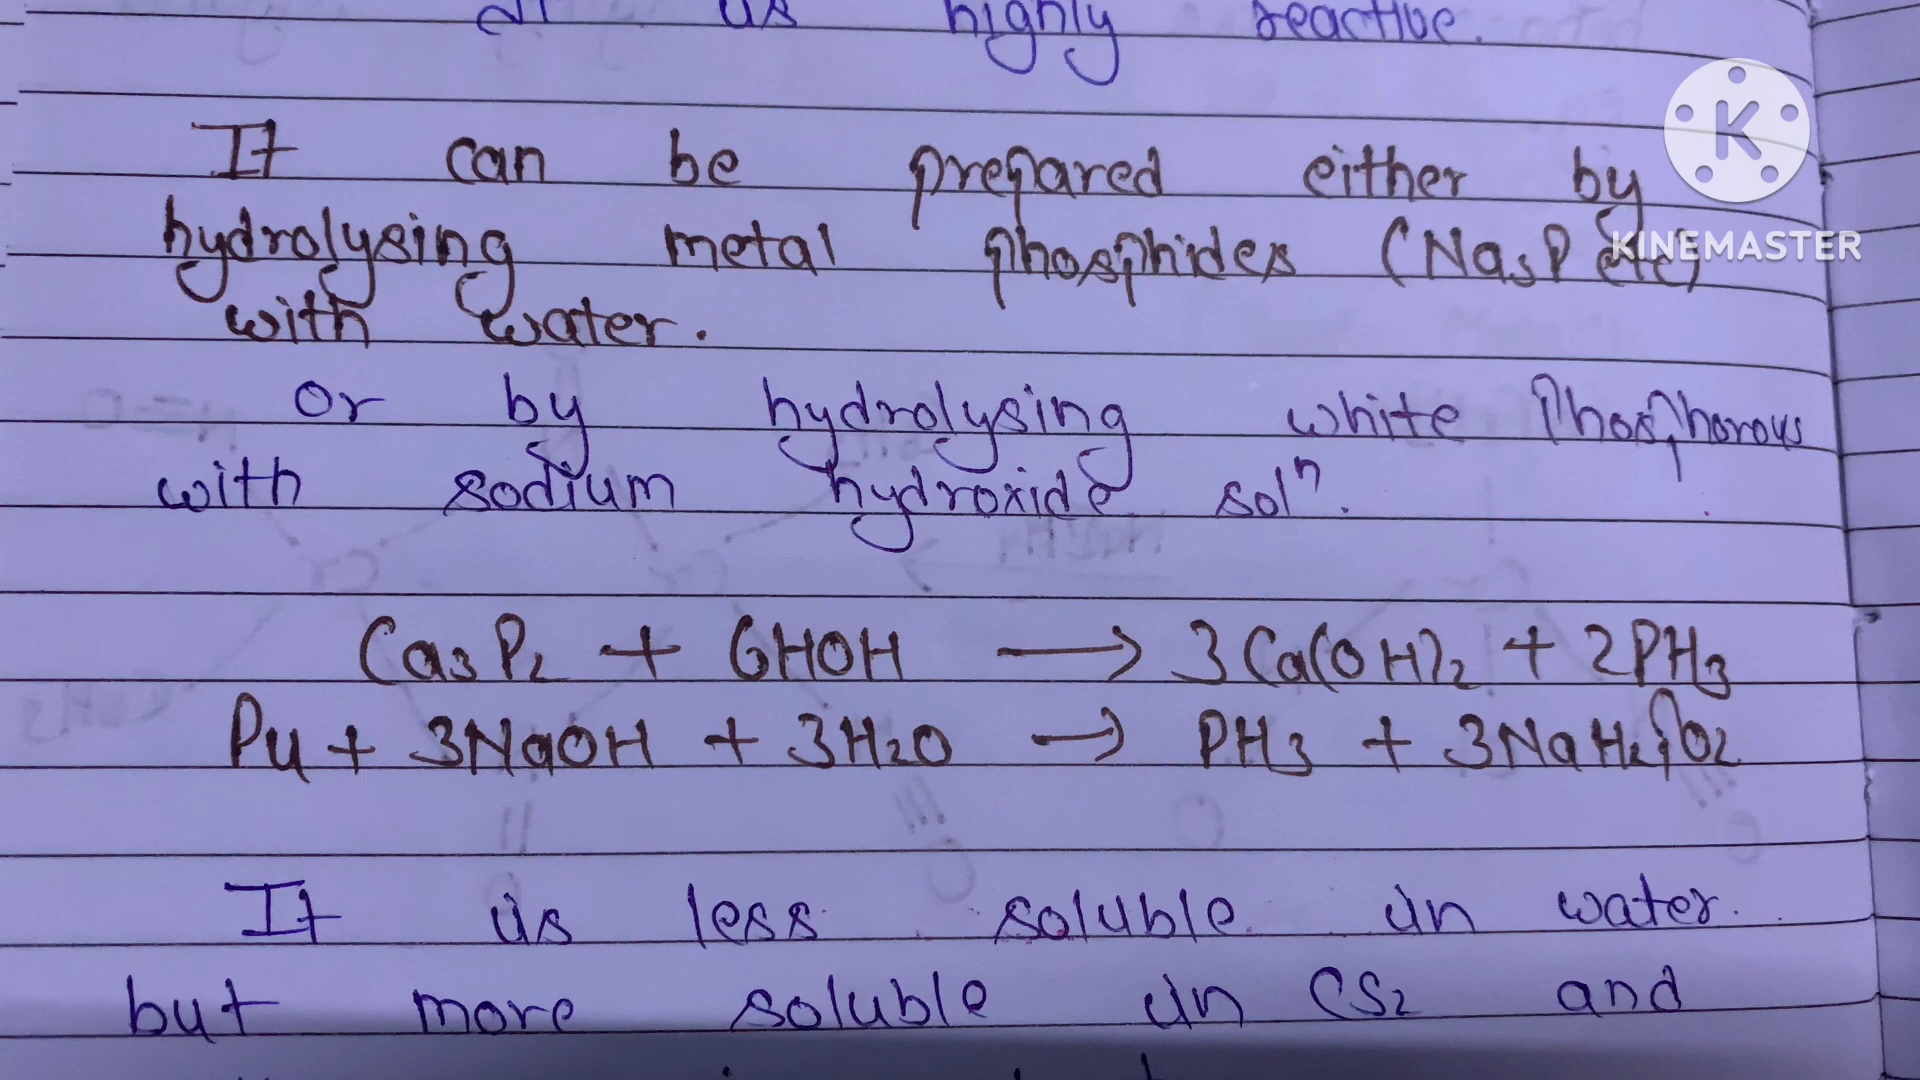 It is highly reactive.
It can be prepared either by
hydrolysing metal phosphides (Na3P etc)
with water.
or by hydrolysing white Phosphorous
with sodium hydroxide solⁿ.
Ca3P2 + 6HOH → 3Ca(OH)2 + 2PH3
P4 + 3NaOH + 3H2O → PH3 + 3NaH2PO2
It is less soluble in water.
but more soluble in CS2 and
K
KINEMASTER